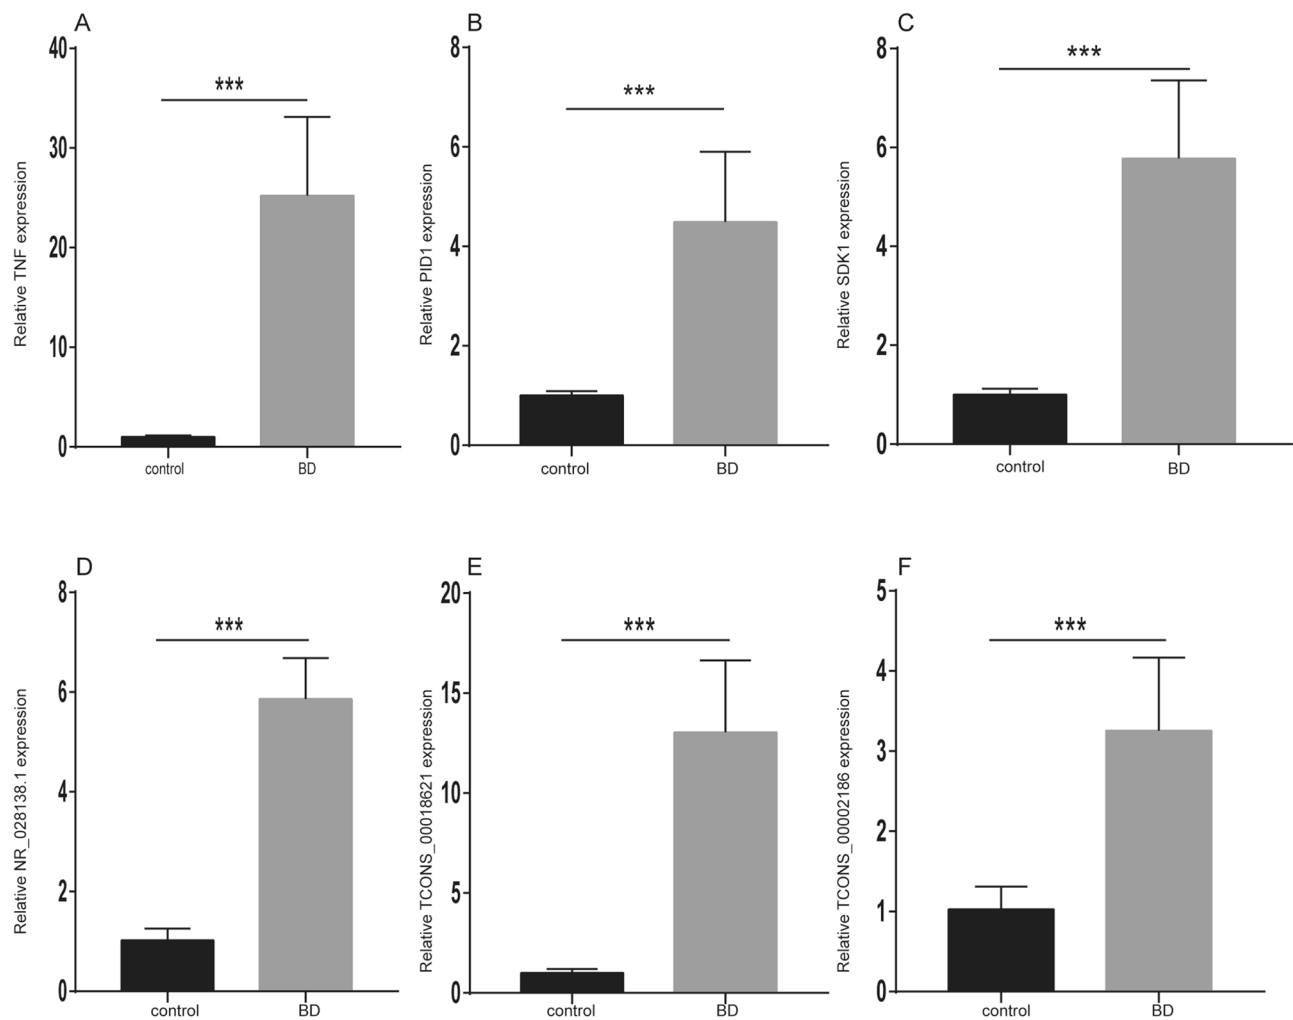 A
Relative TNF expression
40
30
20
10
0
***
control
BD
B
Relative PID1 expression
8
6
4
2
0
***
control
BD
C
Relative SDK1 expression
8
6
4
2
0
***
control
BD
D
Relative NR_028138.1 expression
8
6
4
2
0
***
control
BD
E
Relative TCONS_00018621 expression
20
15
10
5
0
***
control
BD
F
Relative TCONS_00002186 expression
5
4
3
2
1
0
***
control
BD